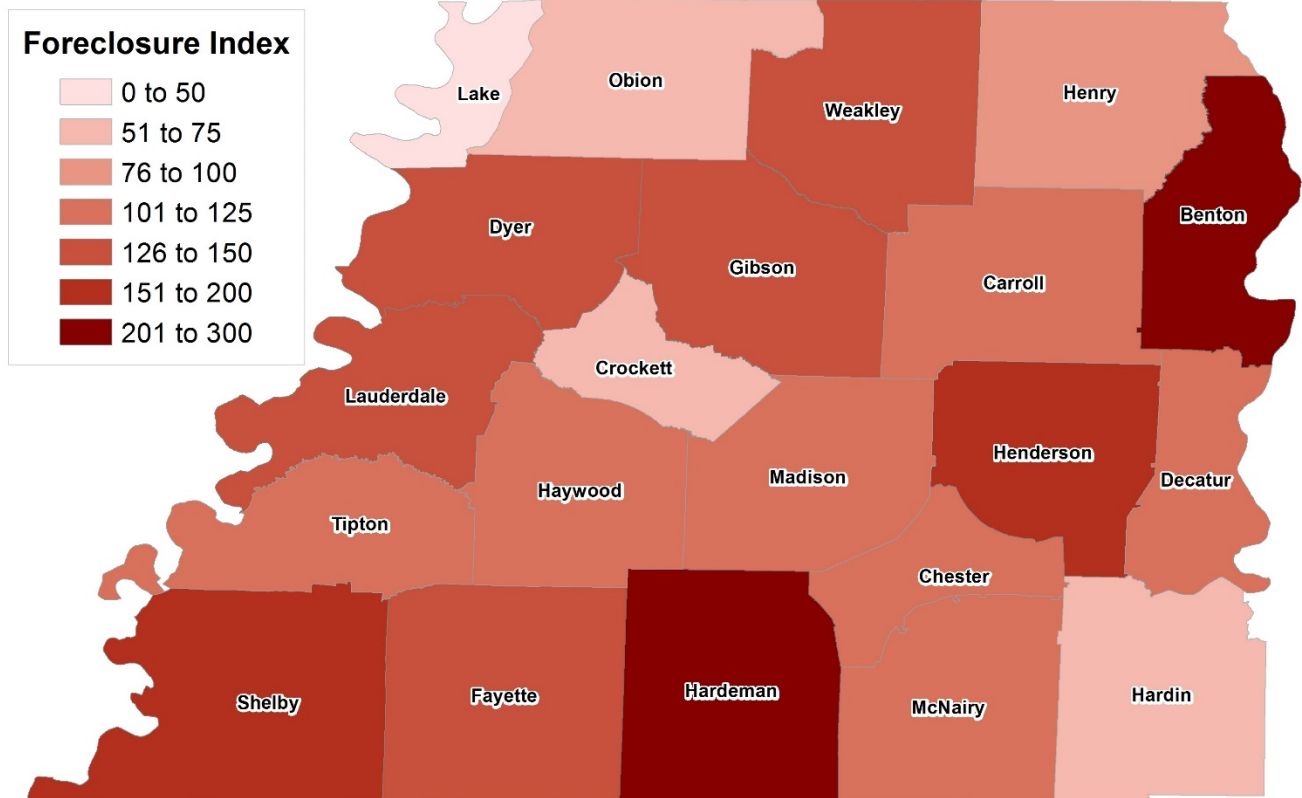 Foreclosure Index
0 to 50
51 to 75
76 to 100
101 to 125
126 to 150
151 to 200
201 to 300
Lake
Obion
Weakley
Henry
Benton
Dyer
Gibson
Carroll
Crockett
Lauderdale
Henderson
Madison
Decatur
Haywood
Tipton
Chester
Shelby
Fayette
Hardeman
McNairy
Hardin